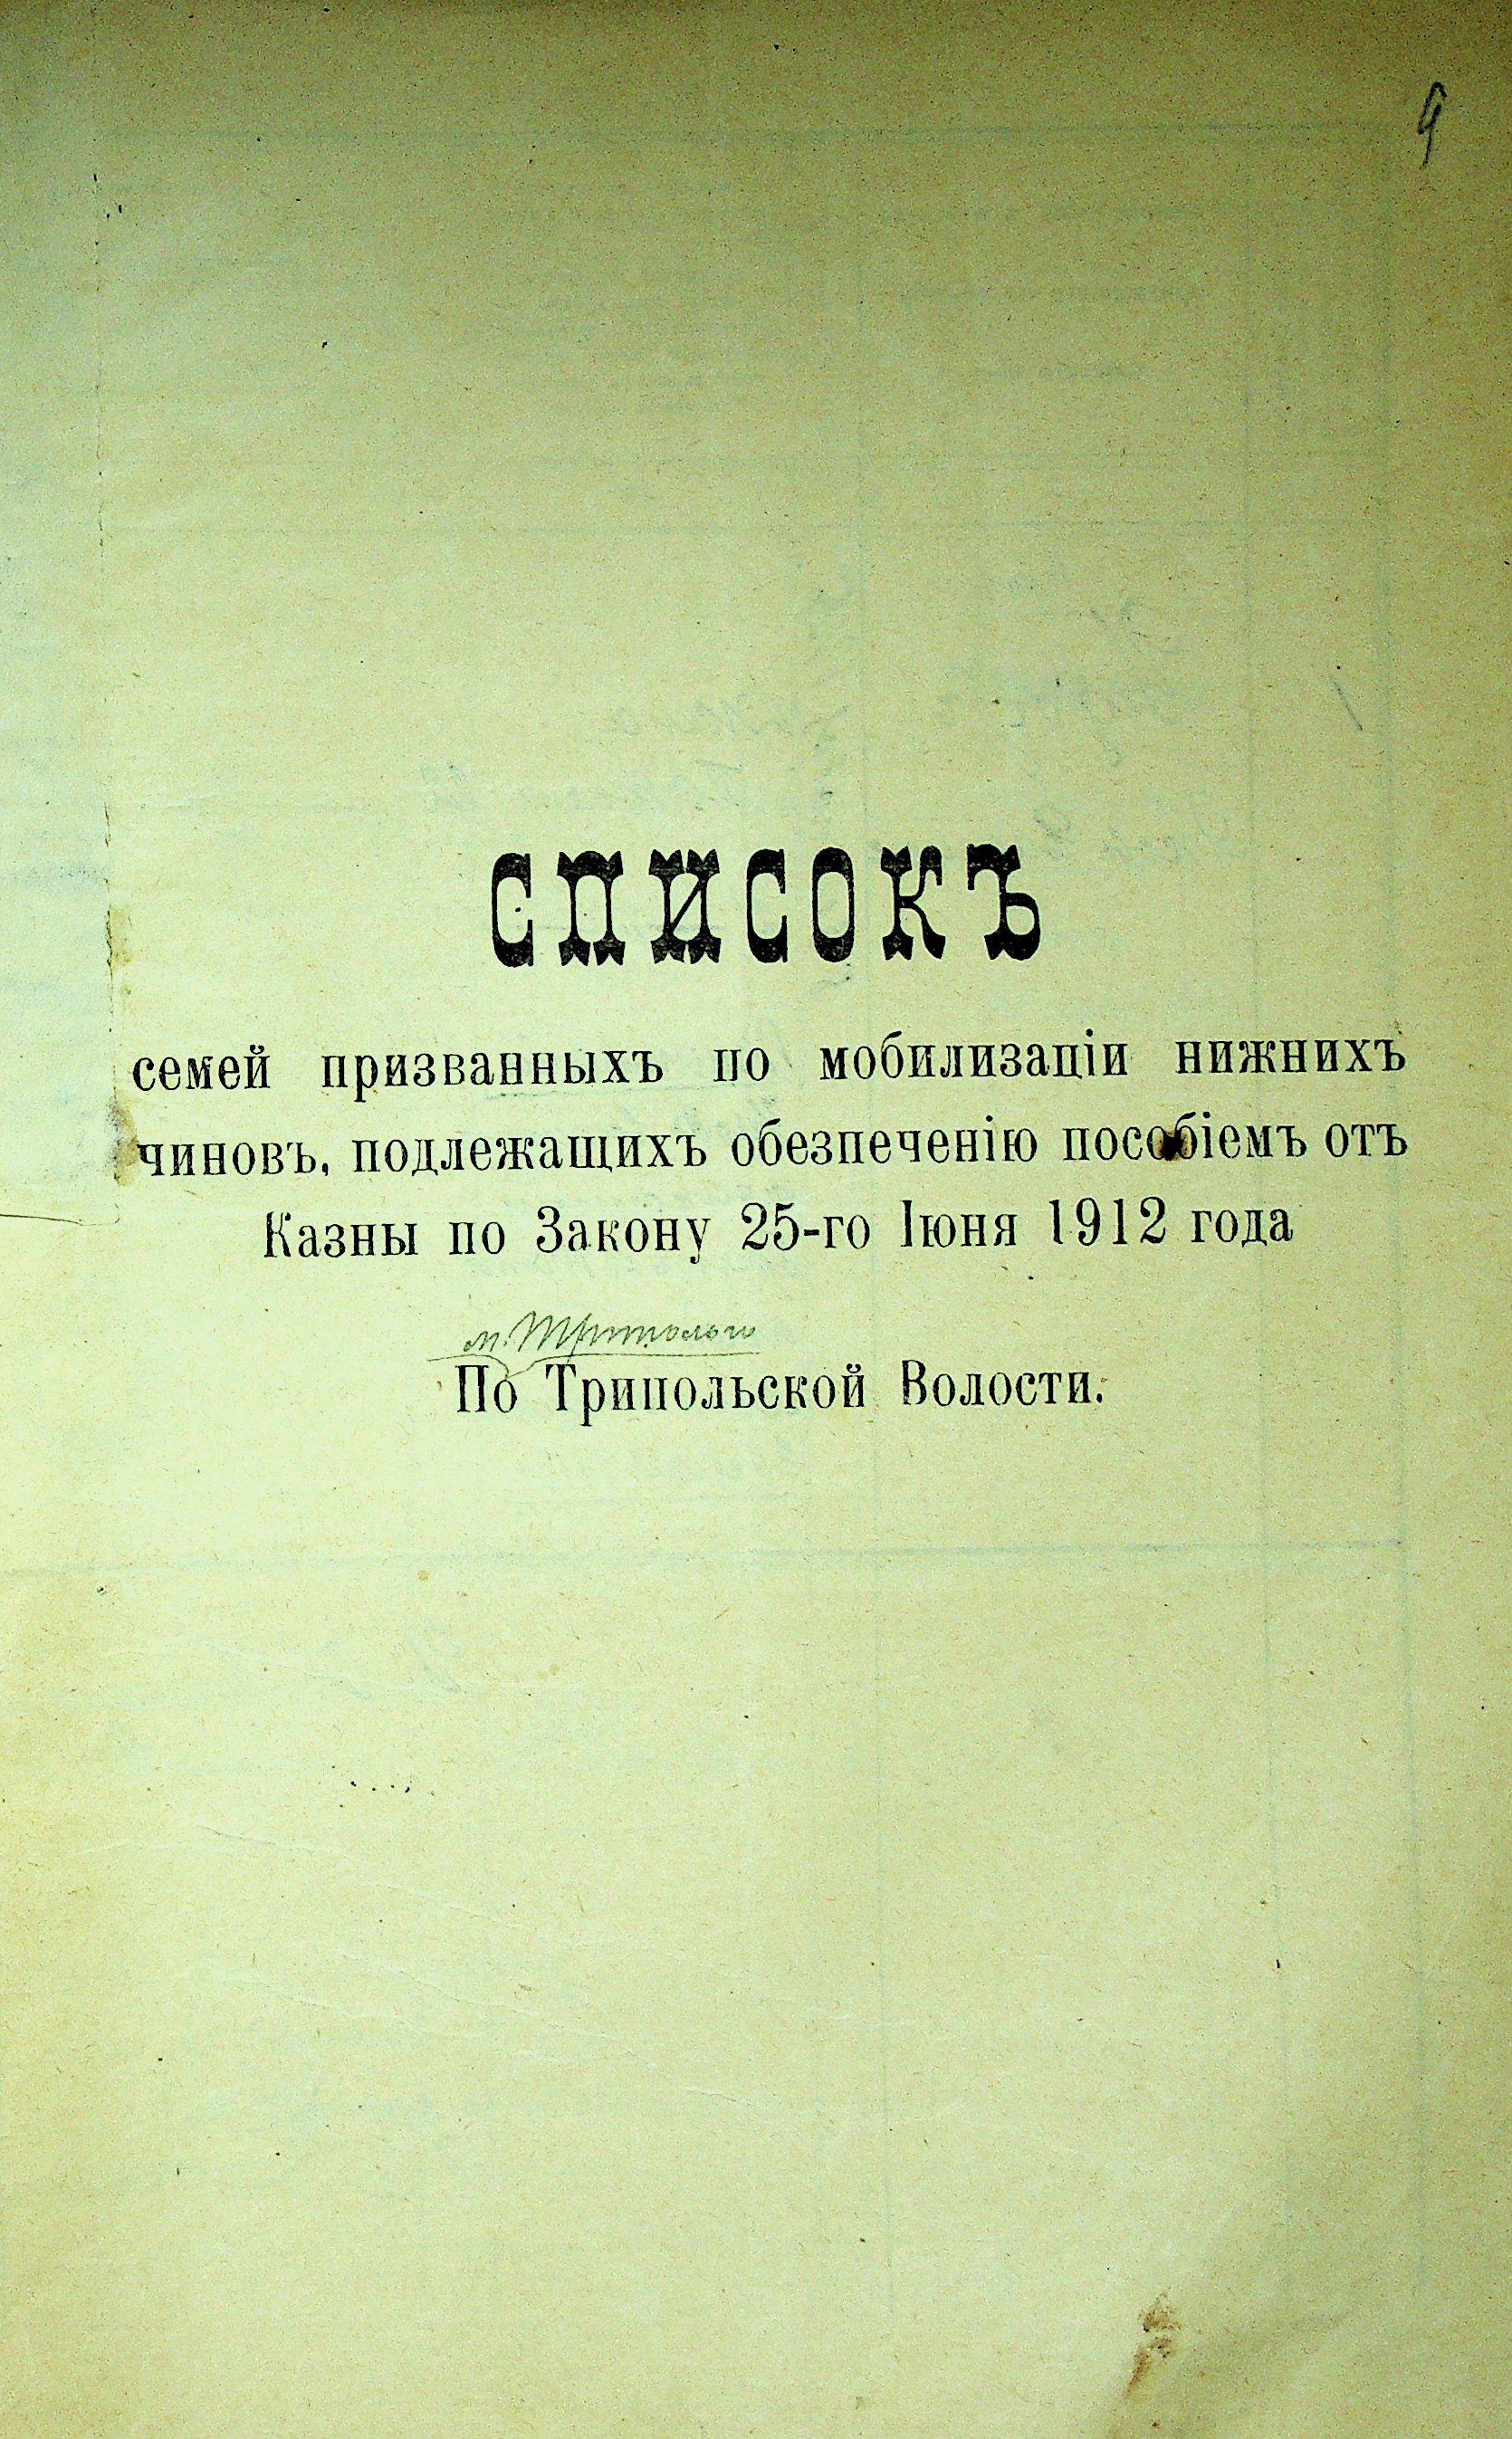 9
СПИСОКЪ
семей призванныхъ по мобилизаціи нижнихъ
чиновъ, подлежащихъ обезпеченію пособіемъ отъ
Казны по Закону 25-го Іюня 1912 года
м. Триполью
По Трипольской Волости.